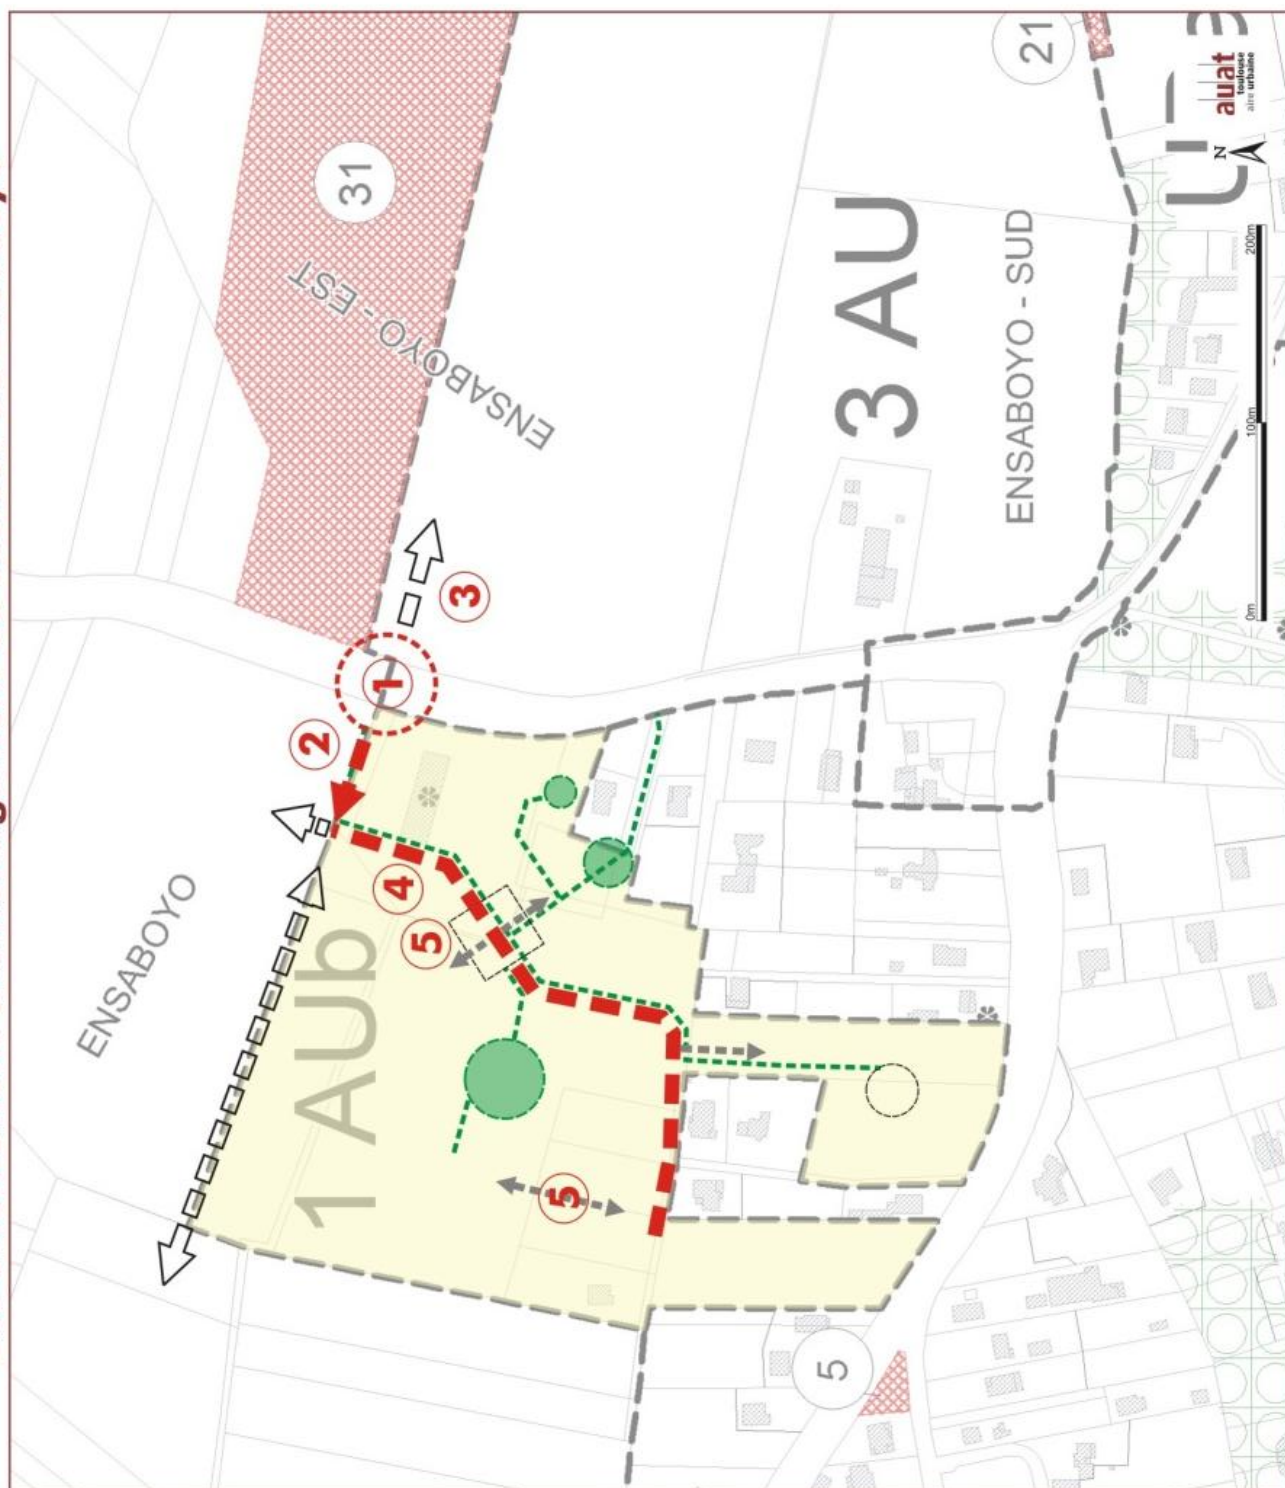 31
21
ENSABOYO - EST
auat
toulouse
aire urbaine
N
3 AU
ENSABOYO - SUD
200m
100m
0m
3
1
2
ENSABOYO
4
5
1 AUb
5
5